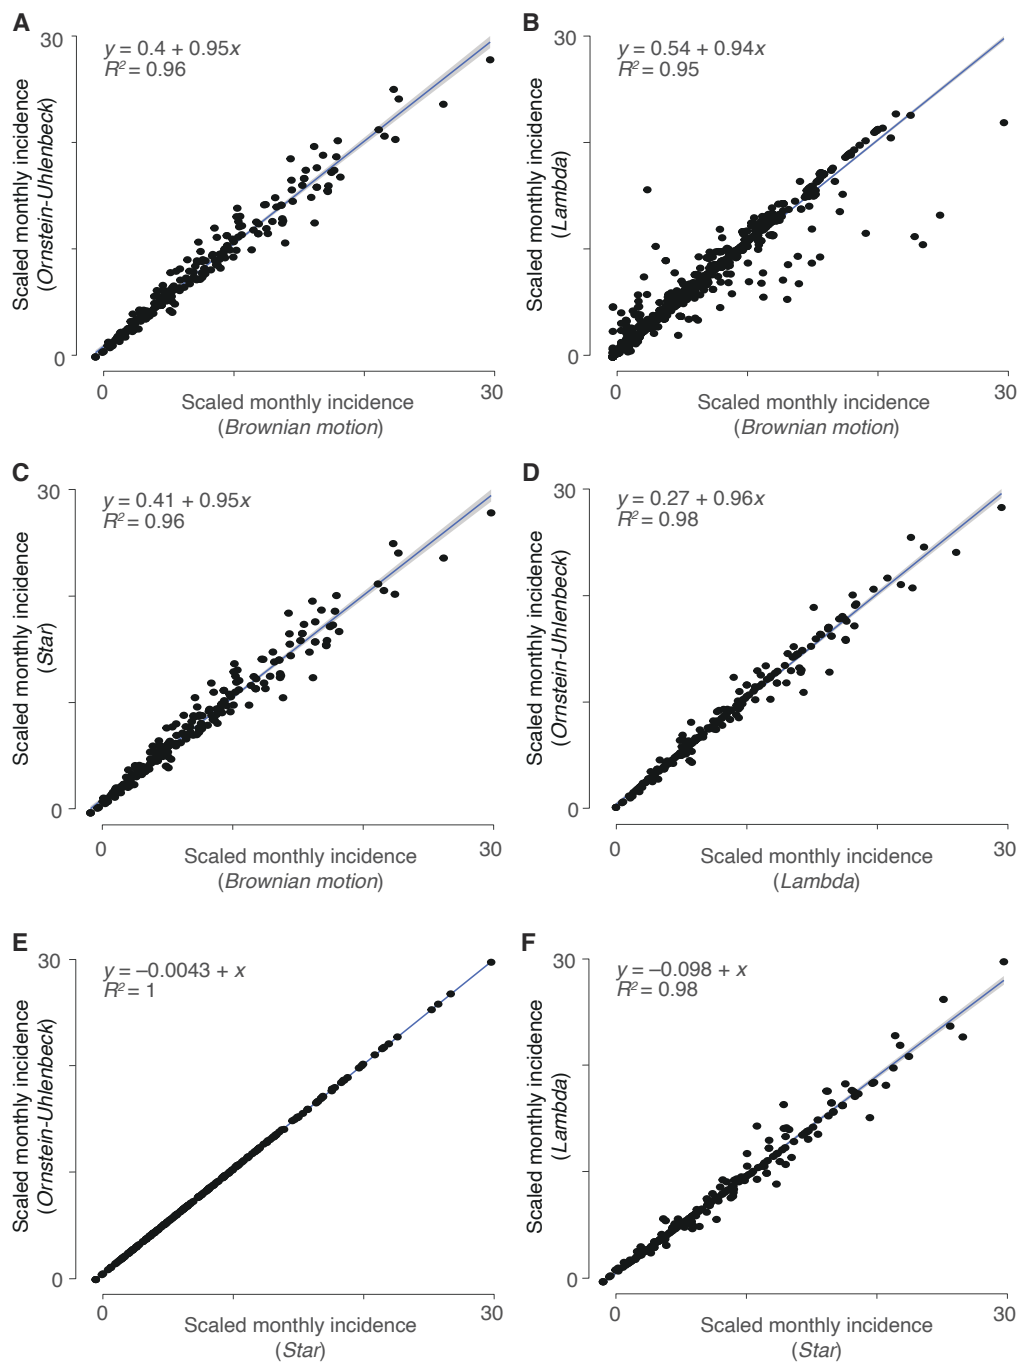 A
30
y = 0.4 + 0.95x
R² = 0.96
Scaled monthly incidence
(Ornstein-Uhlenbeck)
0
0
30
Scaled monthly incidence
(Brownian motion)
B
30
y = 0.54 + 0.94x
R² = 0.95
Scaled monthly incidence
(Lambda)
0
0
30
Scaled monthly incidence
(Brownian motion)
C
30
y = 0.41 + 0.95x
R² = 0.96
Scaled monthly incidence
(Star)
0
0
30
Scaled monthly incidence
(Brownian motion)
D
30
y = 0.27 + 0.96x
R² = 0.98
Scaled monthly incidence
(Ornstein-Uhlenbeck)
0
0
30
Scaled monthly incidence
(Lambda)
E
30
y = −0.0043 + x
R² = 1
Scaled monthly incidence
(Ornstein-Uhlenbeck)
0
0
30
Scaled monthly incidence
(Star)
F
30
y = −0.098 + x
R² = 0.98
Scaled monthly incidence
(Lambda)
0
0
30
Scaled monthly incidence
(Star)